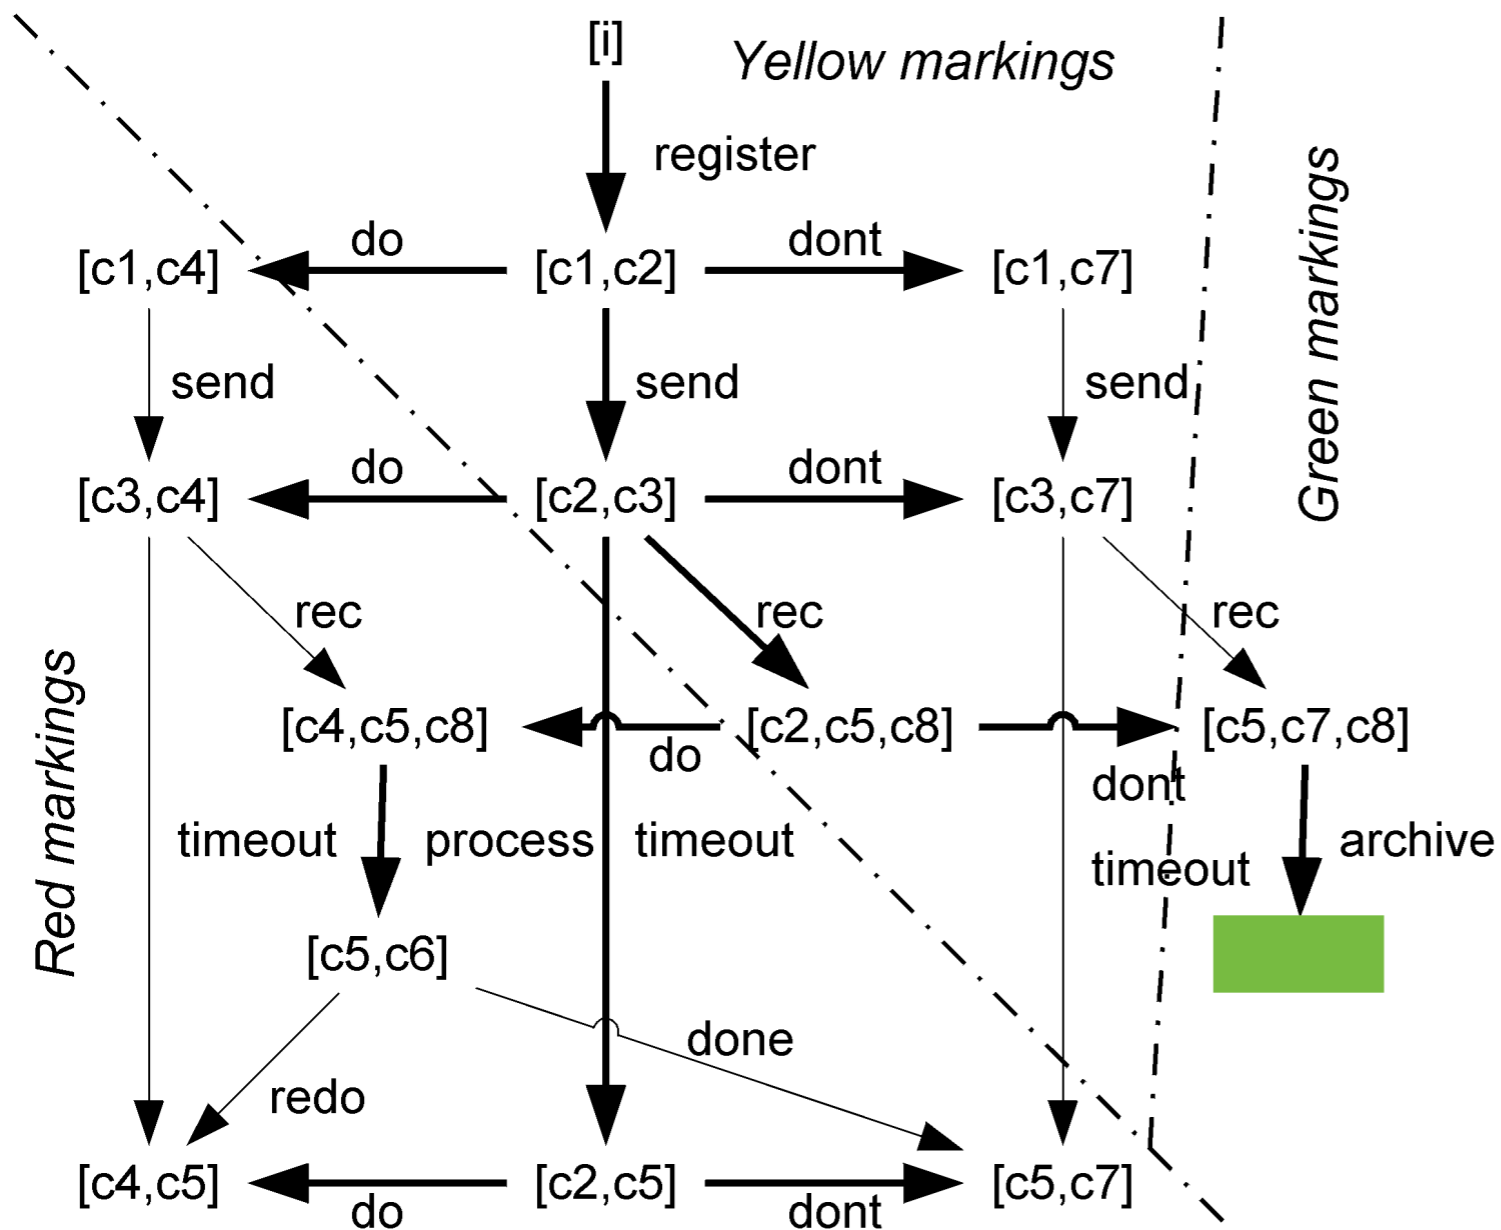 [i]
Yellow markings
register
Green markings
do
dont
[c1,c4]
[c1,c2]
[c1,c7]
send
send
send
do
dont
[c3,c4]
[c2,c3]
[c3,c7]
rec
rec
rec
Red markings
[c4,c5,c8]
[c2,c5,c8]
[c5,c7,c8]
do
dont
timeout
process
timeout
timeout
archive
[c5,c6]
done
redo
[c4,c5]
[c2,c5]
[c5,c7]
do
dont